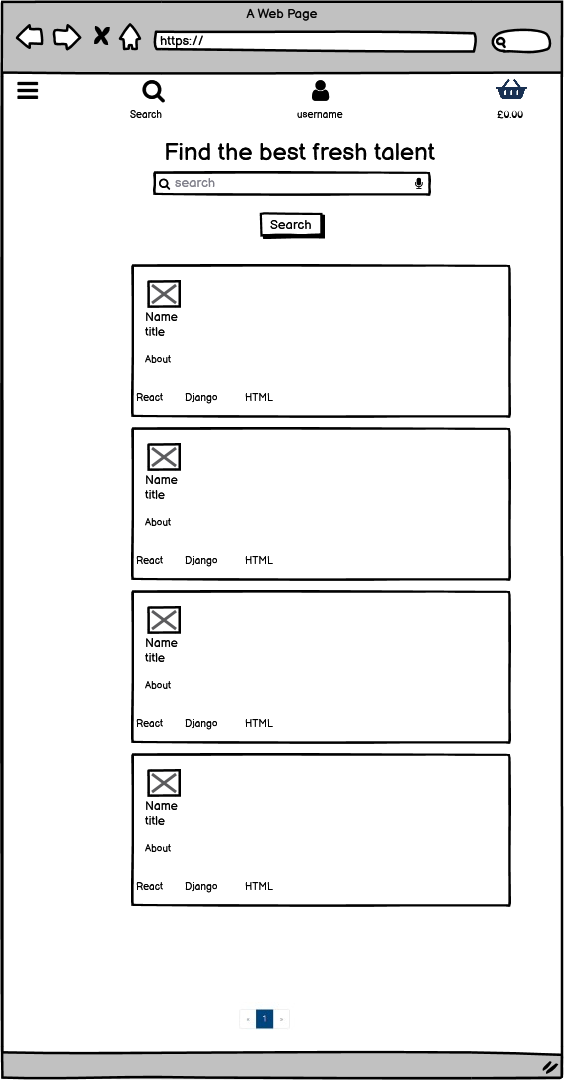 A Web Page
https://
Search
username
£0.00
Find the best fresh talent
search
Search
Name
title
About
React Django HTML
Name
title
About
React Django HTML
Name
title
About
React Django HTML
Name
title
About
React Django HTML
« 1 »